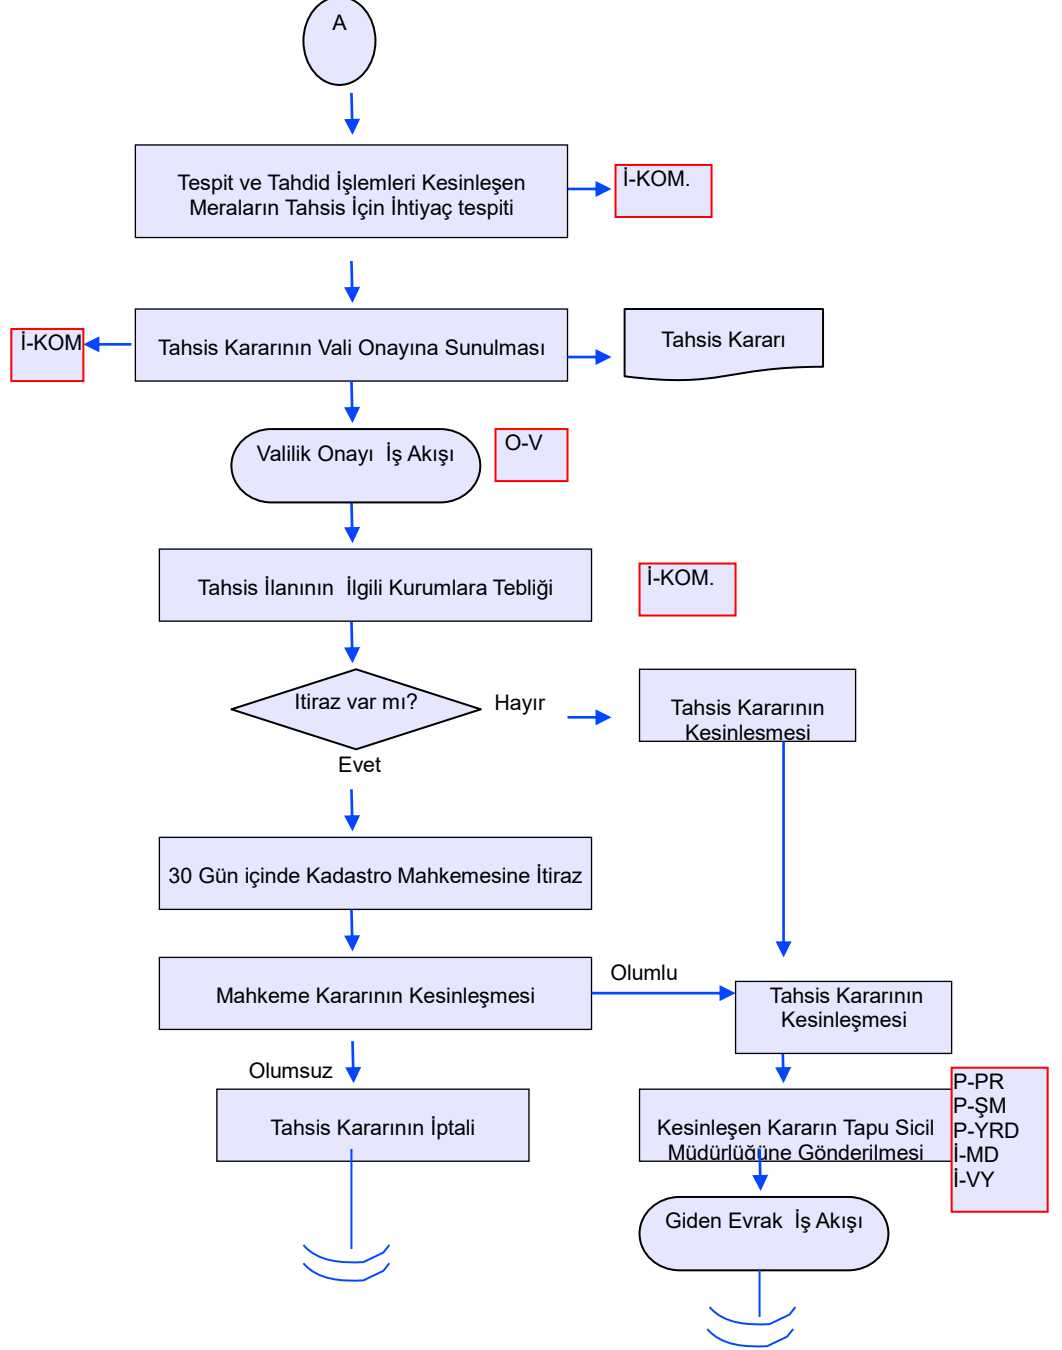 A
Tespit ve Tahdid İşlemleri Kesinleşen
Meraların Tahsis İçin İhtiyaç tespiti
İ-KOM.
İ-KOM
Tahsis Kararının Vali Onayına Sunulması
Tahsis Kararı
Valilik Onayı İş Akışı
O-V
Tahsis İlanının İlgili Kurumlara Tebliği
İ-KOM.
Itiraz var mı?
Hayır
Tahsis Kararının
Kesinlesmesi
Evet
30 Gün içinde Kadastro Mahkemesine İtiraz
Mahkeme Kararının Kesinleşmesi
Olumlu
Tahsis Kararının
Kesinleşmesi
Olumsuz
Tahsis Kararının İptali
Kesinleşen Kararın Tapu Sicil
Müdürlüğüne Gönderilmesi
P-PR
P-ŞM
P-YRD
İ-MD
İ-VY
Giden Evrak İş Akışı